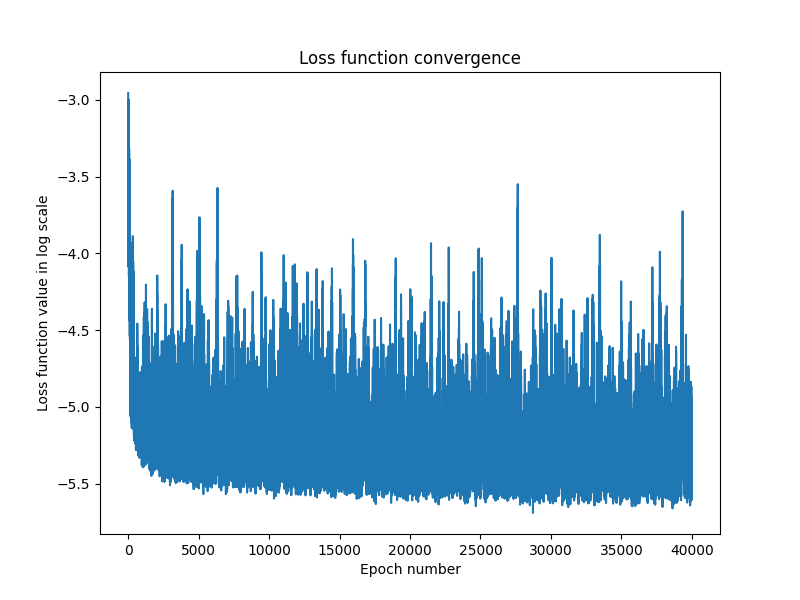 Loss function convergence
Loss function value in log scale
−3.0
−3.5
−4.0
−4.5
−5.0
−5.5
0 5000 10000 15000 20000 25000 30000 35000 40000
Epoch number